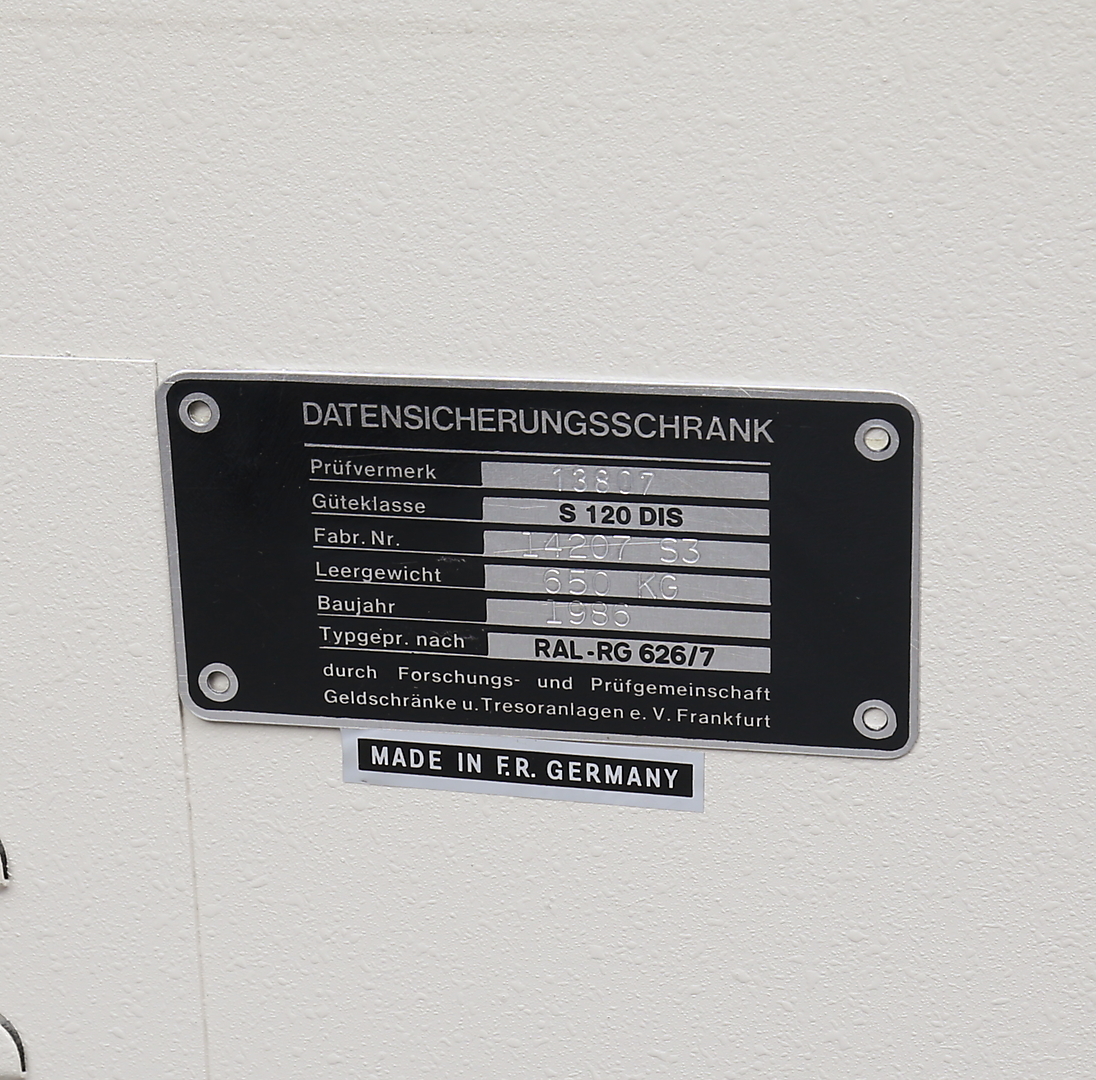 DATENSICHERUNGSSCHRANK
Prüfvermerk 13807
Güteklasse S 120 DIS
Fabr. Nr. 14207 S3
Leergewicht 650 KG
Baujahr 1986
Typgepr. nach RAL-RG 626/7
durch Forschungs- und Prüfgemeinschaft
Geldschränke u. Tresoranlagen e. V. Frankfurt
MADE IN F.R. GERMANY